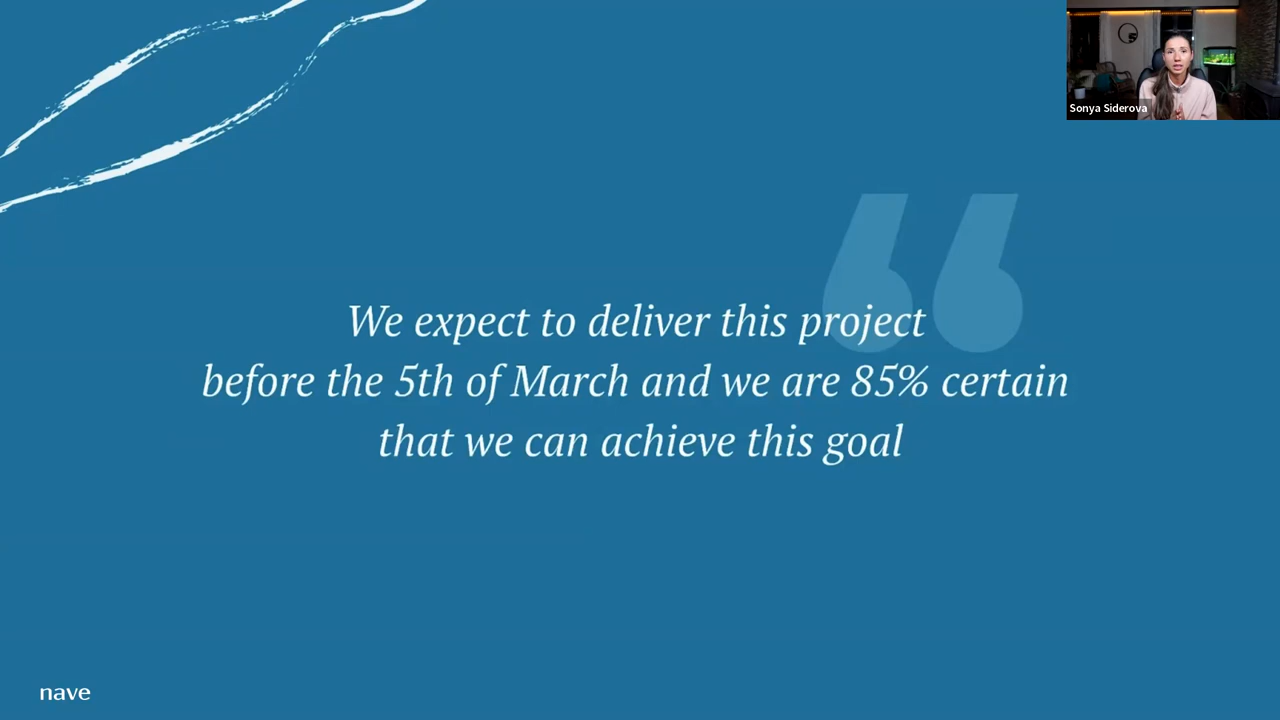 Sonya Siderova
“
We expect to deliver this project
before the 5th of March and we are 85% certain
that we can achieve this goal
nave